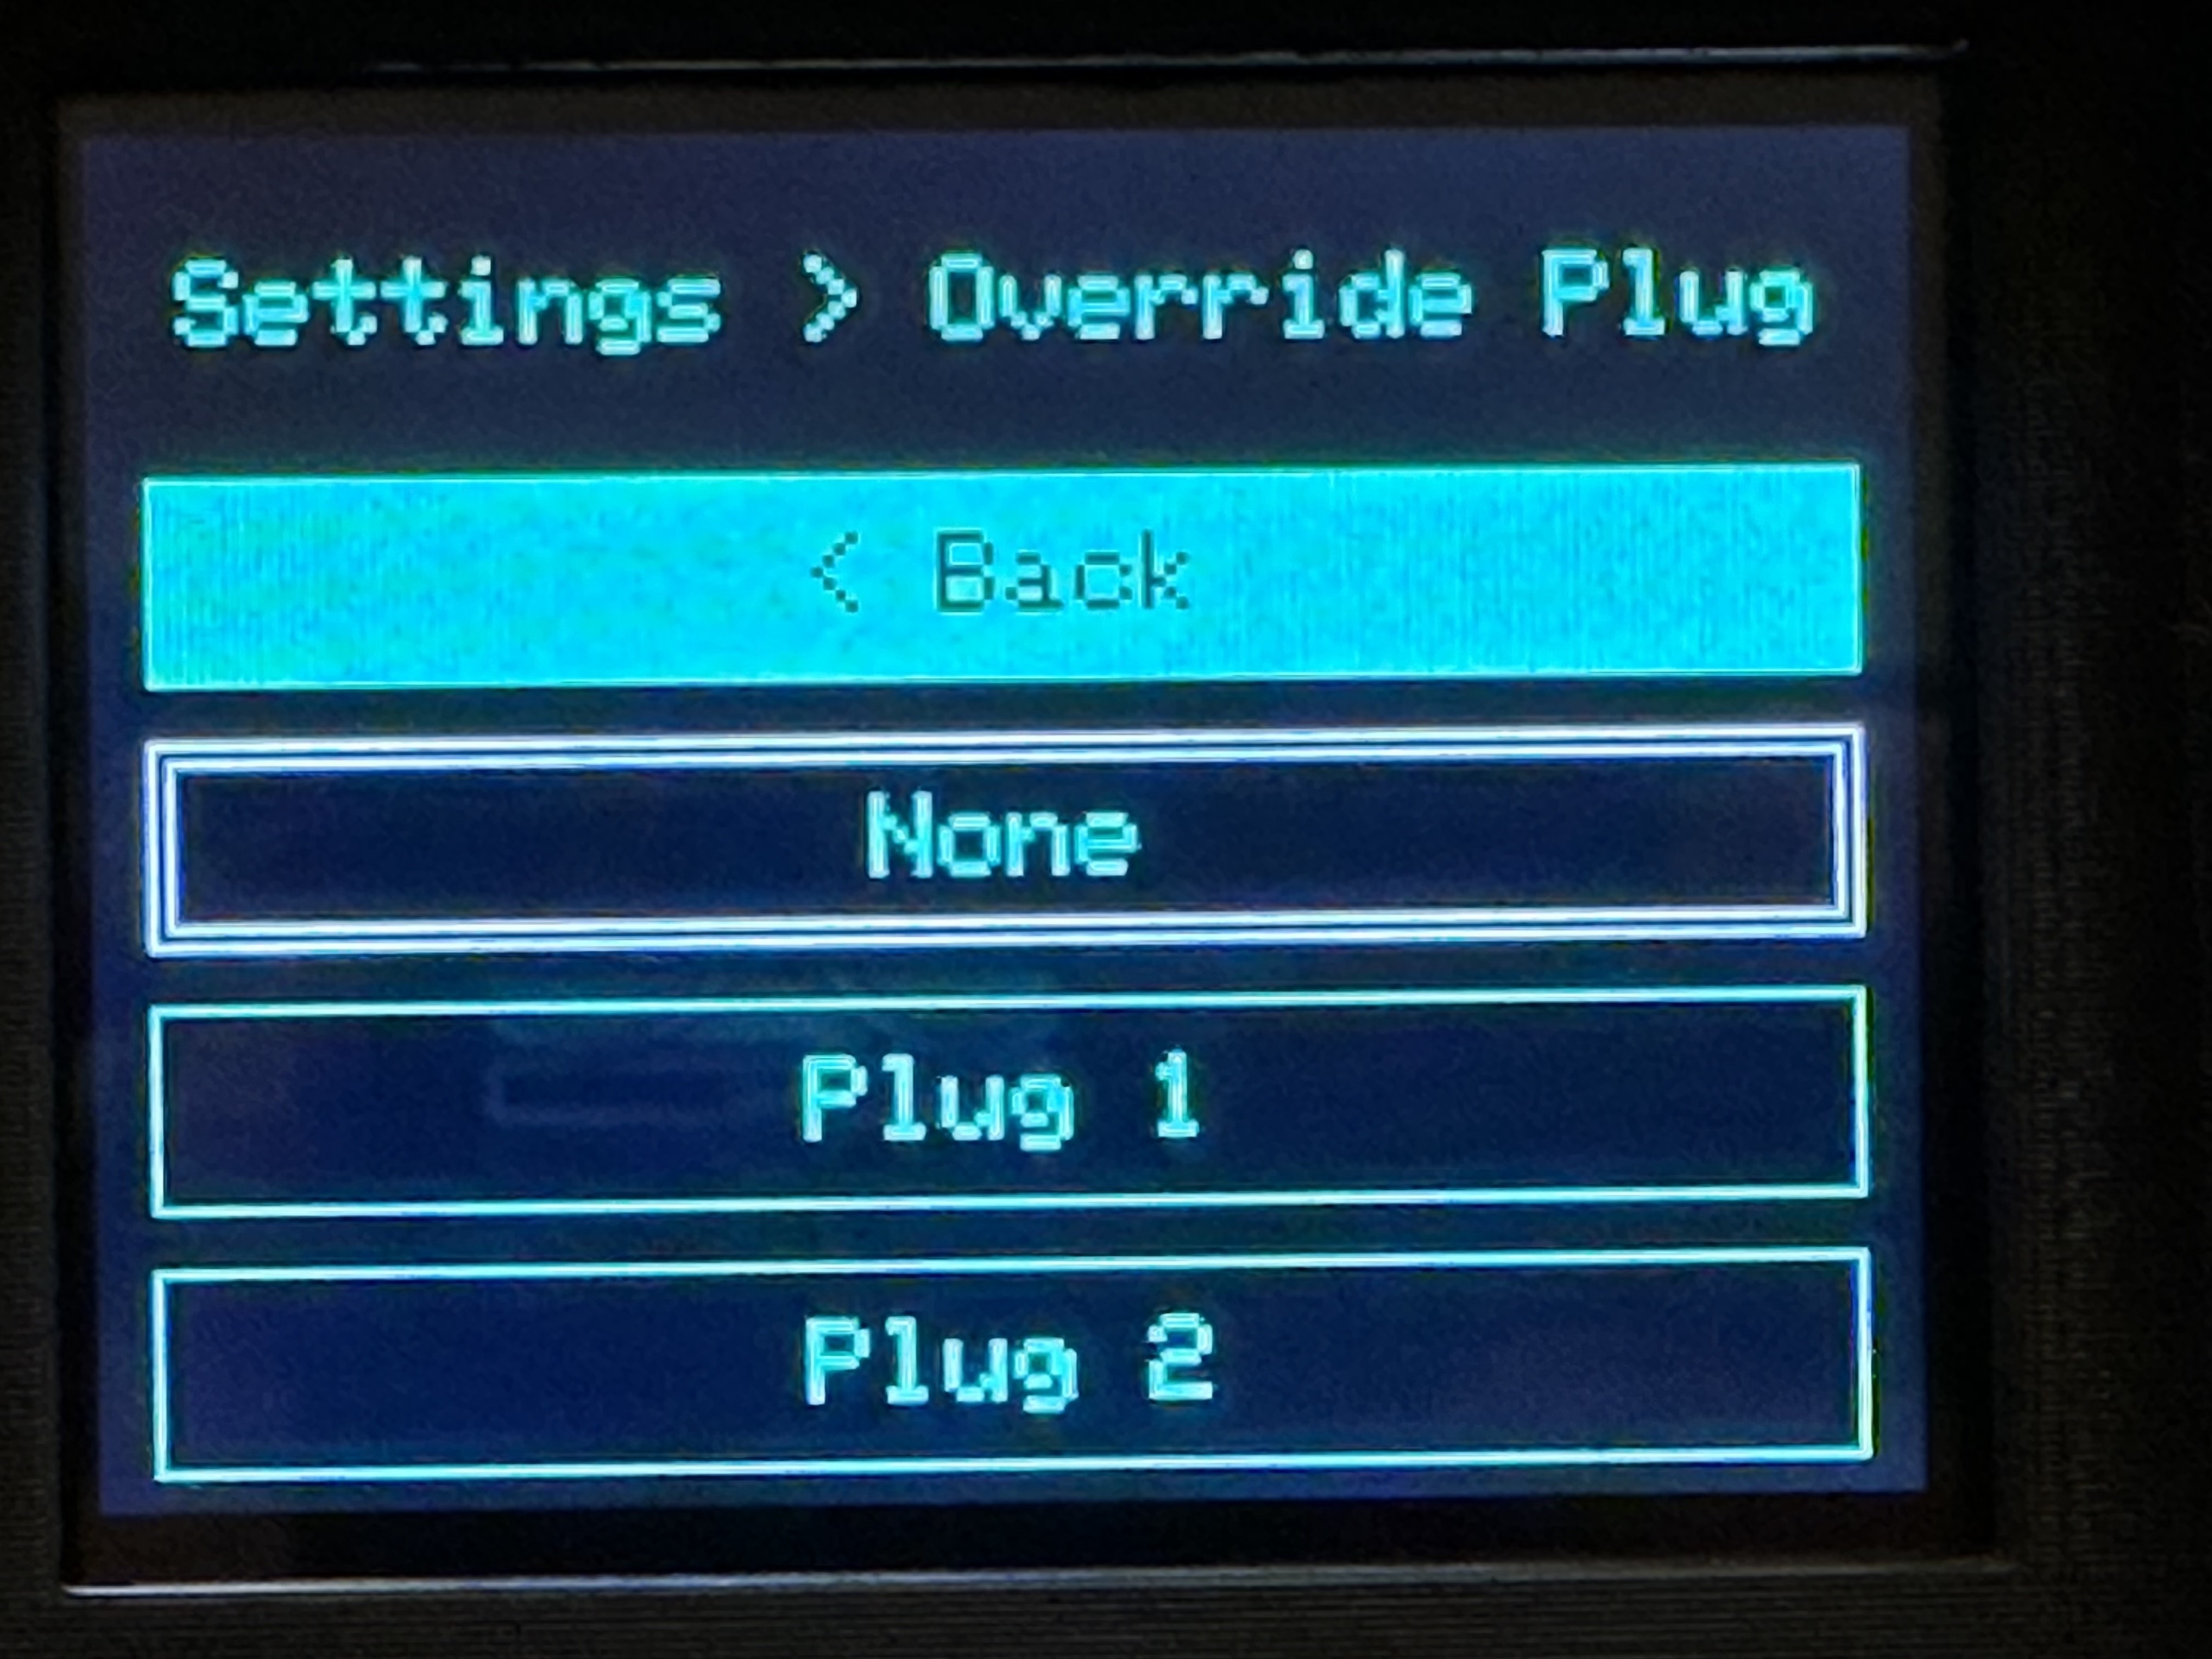 Settings > Override Plug
< Back
None
Plug 1
Plug 2